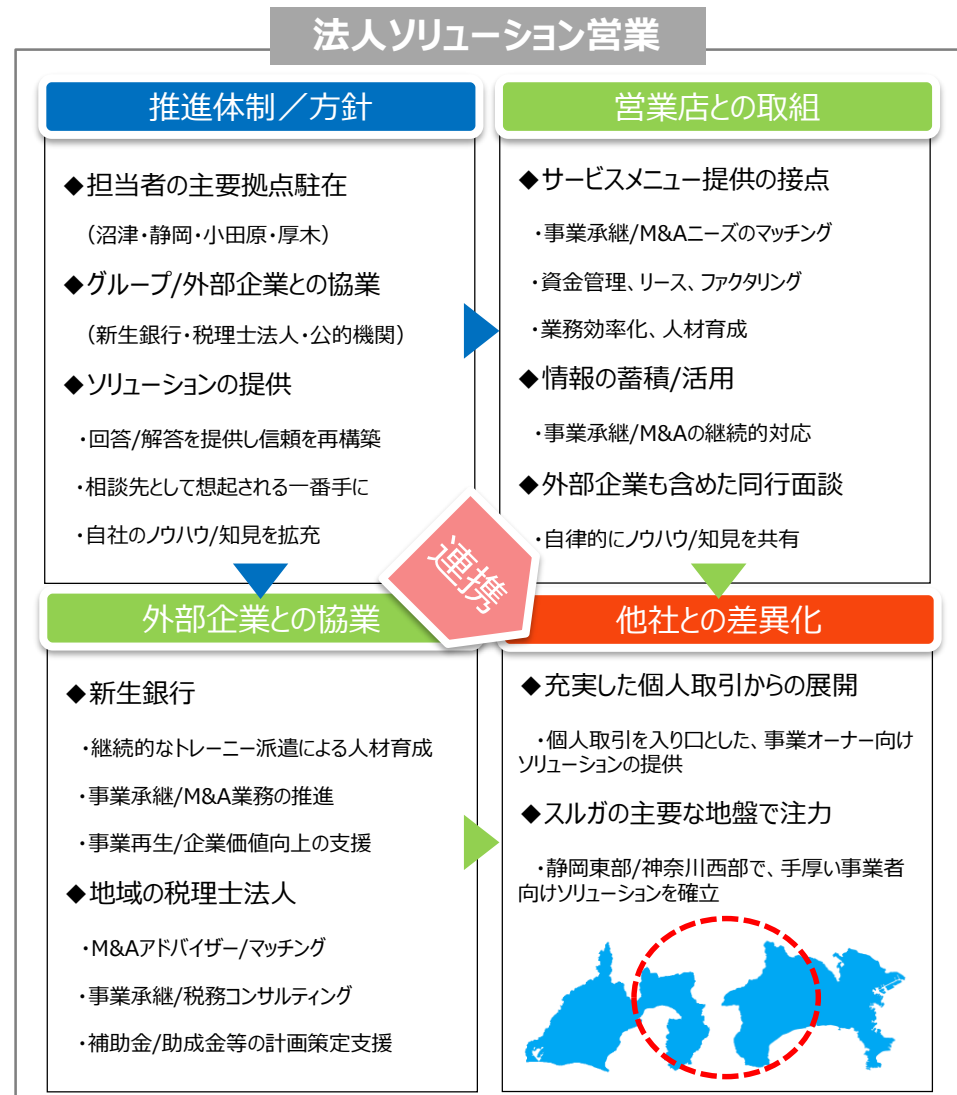 法人ソリューション営業
推進体制／方針
◆担当者の主要拠点駐在
（沼津・静岡・小田原・厚木）
◆グループ/外部企業との協業
（新生銀行・税理士法人・公的機関）
◆ソリューションの提供
・回答/解答を提供し信頼を再構築
・相談先として想起される一番手に
・自社のノウハウ/知見を拡充
営業店との取組
◆サービスメニュー提供の接点
・事業承継/M&Aニーズのマッチング
・資金管理、リース、ファクタリング
・業務効率化、人材育成
◆情報の蓄積/活用
・事業承継/M&Aの継続的対応
◆外部企業も含めた同行面談
・自律的にノウハウ/知見を共有
連携
外部企業との協業
◆新生銀行
・継続的なトレーニー派遣による人材育成
・事業承継/M&A業務の推進
・事業再生/企業価値向上の支援
◆地域の税理士法人
・M&Aアドバイザー/マッチング
・事業承継/税務コンサルティング
・補助金/助成金等の計画策定支援
他社との差異化
◆充実した個人取引からの展開
・個人取引を入り口とした、事業オーナー向け
ソリューションの提供
◆スルガの主要な地盤で注力
・静岡東部/神奈川西部で、手厚い事業者
向けソリューションを確立